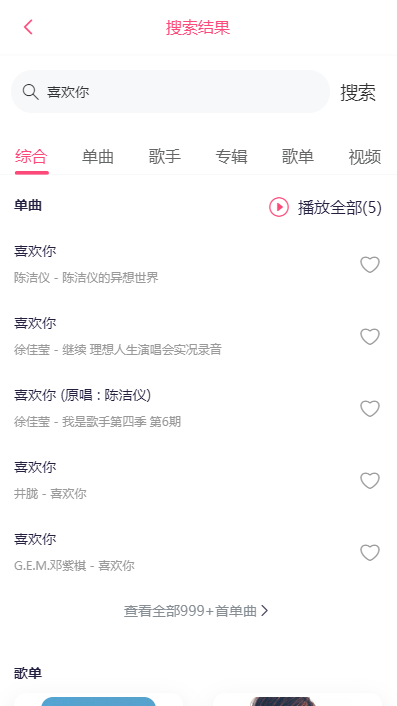 搜索结果
喜欢你 搜索
综合 单曲 歌手 专辑 歌单 视频
单曲 播放全部(5)
喜欢你
陈洁仪 - 陈洁仪的异想世界
喜欢你
徐佳莹 - 继续 理想人生演唱会实况录音
喜欢你 (原唱 : 陈洁仪)
徐佳莹 - 我是歌手第四季 第6期
喜欢你
井胧 - 喜欢你
喜欢你
G.E.M.邓紫棋 - 喜欢你
查看全部999+首单曲
歌单